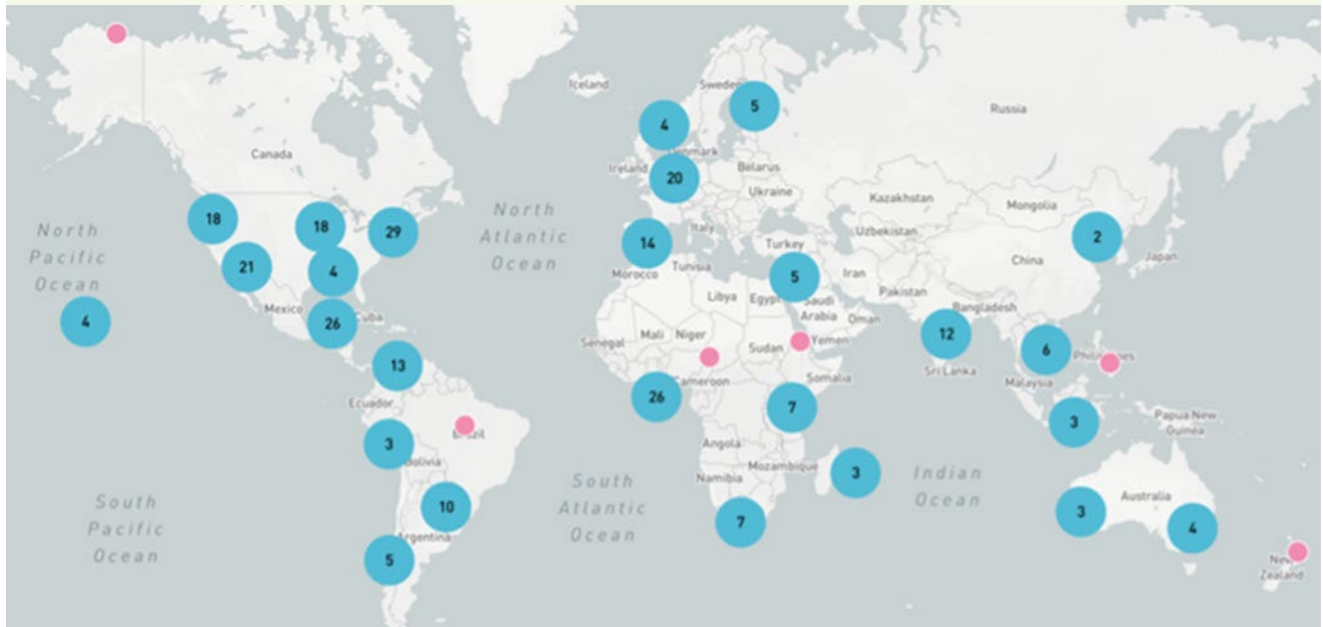 Iceland
Sweden
5
Russia
4
Canada
Denmark
Ireland
Belarus
20
Ukraine
Kazakhstan
Mongolia
18
18
29
North
Atlantic
Ocean
Italy
Uzbekistan
2
North
Pacific
Ocean
14
Turkey
China
Japan
21
4
Morocco
Tunisia
5
Iran
Libya
Egypt
Saudi
Arabia
Pakistan
Bangladesh
Mexico
26
Cuba
4
Oman
Mali
Niger
Senegal
Sudan
Yemen
12
6
Philippines
13
Cameroon
Somalia
Sri Lanka
Malaysia
Ecuador
26
7
3
Papua New
Guinea
3
Brazil
Bolivia
Angola
Mozambique
Namibia
3
Indian
Ocean
South
Pacific
Ocean
South
Atlantic
Ocean
10
7
Australia
3
4
Argentina
5
New
Zealand